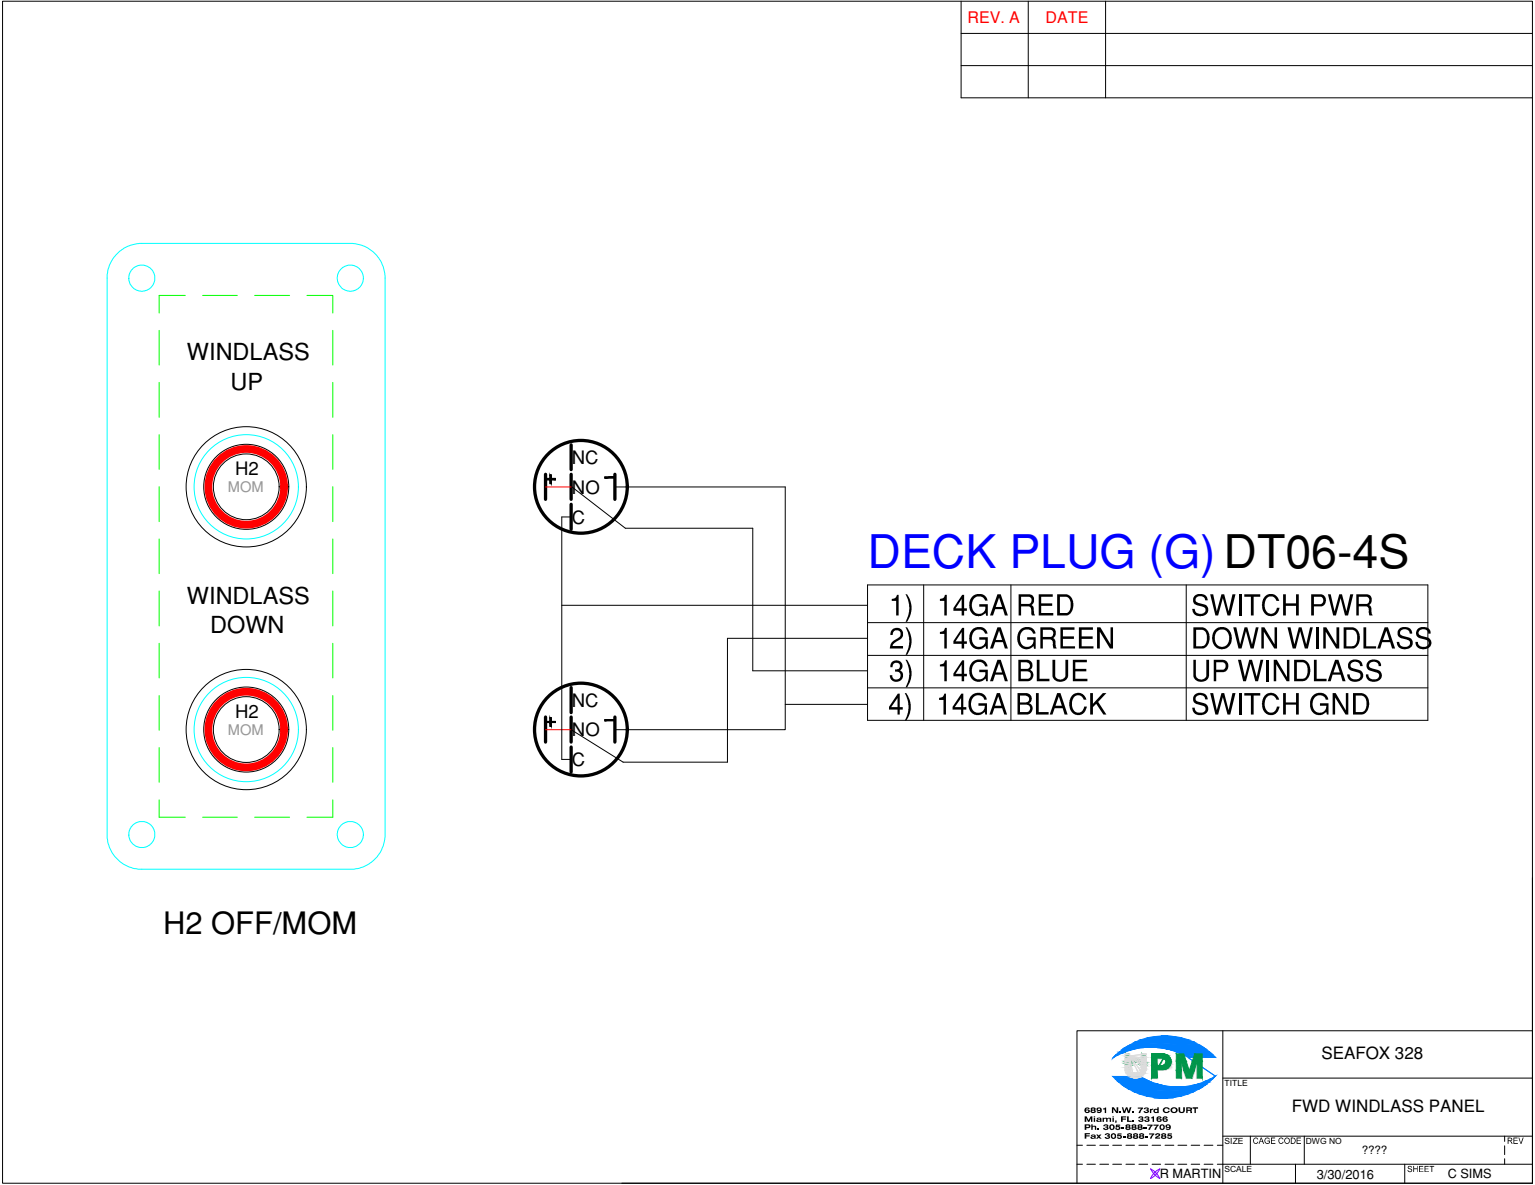 REV. A DATE
WINDLASS
UP
H2
MOM
WINDLASS
DOWN
H2
MOM
H2 OFF/MOM
NC
+ NO
C
NC
+ NO
C
DECK PLUG (G) DT06-4S
1) 14GA RED SWITCH PWR
2) 14GA GREEN DOWN WINDLASS
3) 14GA BLUE UP WINDLASS
4) 14GA BLACK SWITCH GND
PM
6891 N.W. 73rd COURT
Miami, FL. 33166
Ph. 305-888-7709
Fax 305-888-7285
R MARTIN
SEAFOX 328
TITLE
FWD WINDLASS PANEL
SIZE CAGE CODE DWG NO ???? REV
SCALE 3/30/2016 SHEET C SIMS